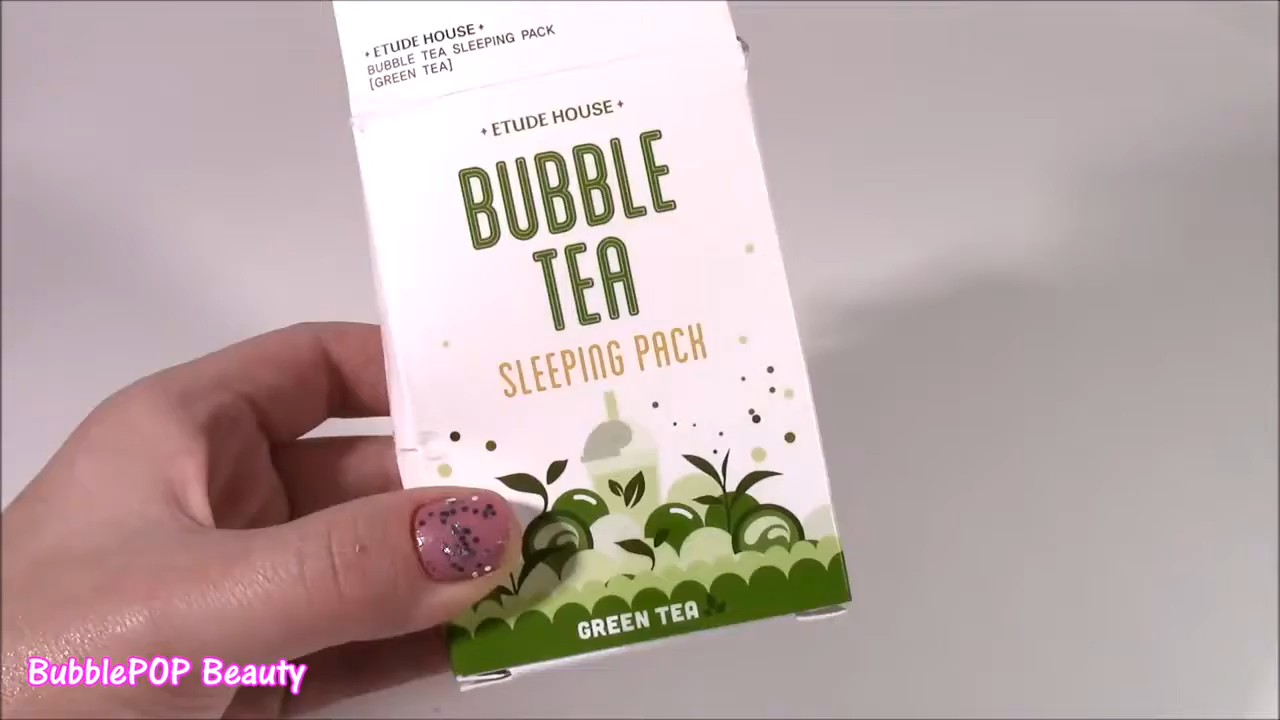 ETUDE HOUSE
BUBBLE TEA SLEEPING PACK
[GREEN TEA]
ETUDE HOUSE
BUBBLE
TEA
SLEEPING PACK
GREEN TEA
BubblePOP Beauty